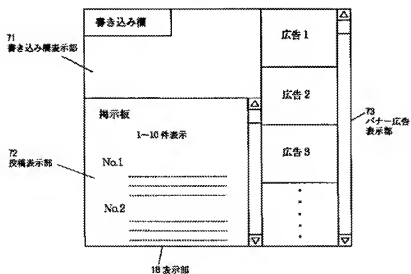 書き込み欄
71
書き込み欄表示部
掲示板
1〜10件表示
72
投稿表示部
No.1
No.2
広告1
広告2
広告3
73
バナー広告
表示部
18 表示部